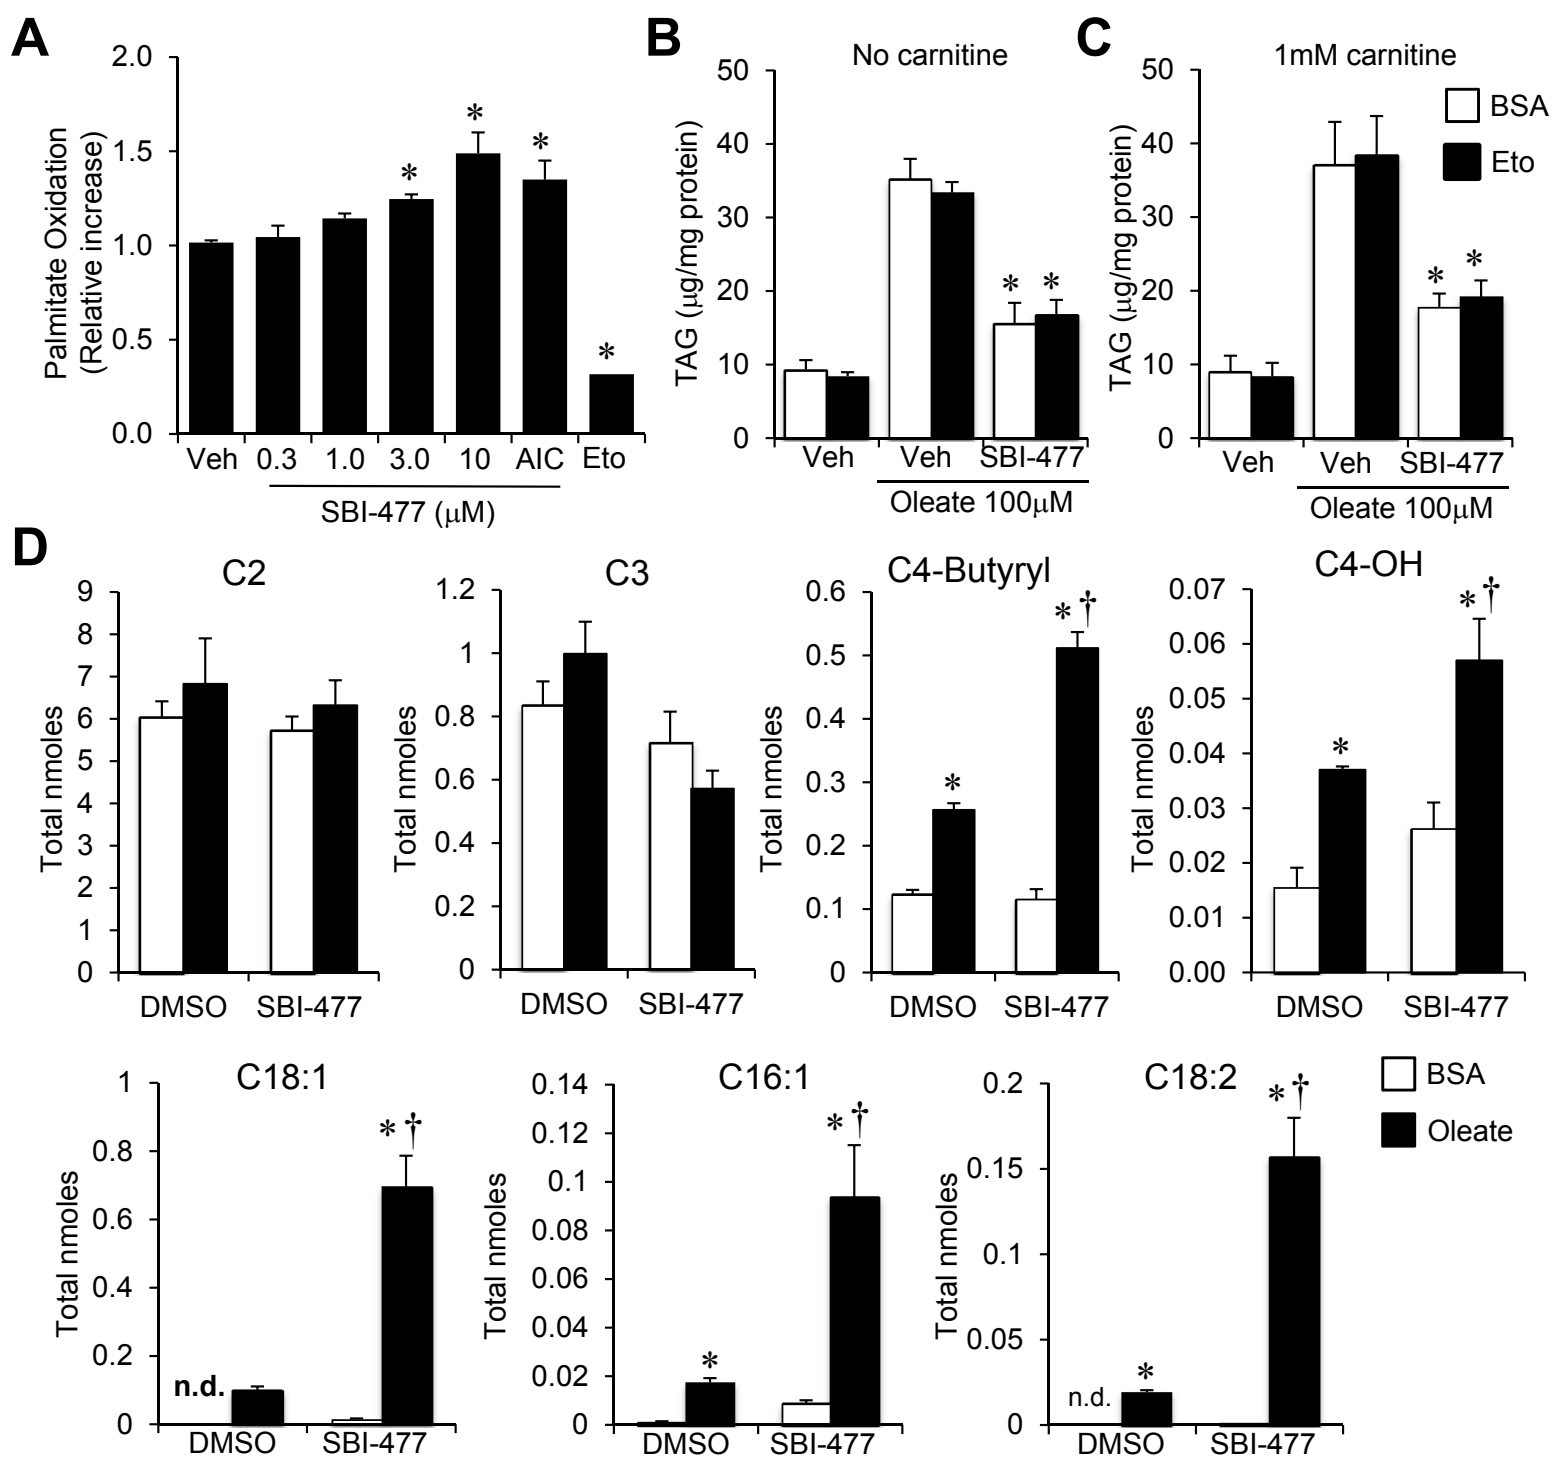 A
2.0
1.5
1.0
0.5
0.0
Palmitate Oxidation
(Relative increase)
*
*
*
*
Veh 0.3 1.0 3.0 10 AIC Eto
SBI-477 (μM)
B
No carnitine
50
40
30
20
10
0
TAG (μg/mg protein)
* *
Veh Veh SBI-477
Oleate 100μM
C
1mM carnitine
50
40
30
20
10
0
TAG (μg/mg protein)
* *
Veh Veh SBI-477
Oleate 100μM
BSA
Eto
D
C2
9
8
7
6
5
4
3
2
1
0
Total nmoles
DMSO SBI-477
C3
1.2
1
0.8
0.6
0.4
0.2
0
Total nmoles
DMSO SBI-477
C4-Butyryl
0.6
0.5
0.4
0.3
0.2
0.1
0
Total nmoles
*
*†
DMSO SBI-477
C4-OH
0.07
0.06
0.05
0.04
0.03
0.02
0.01
0.00
Total nmoles
*
*†
DMSO SBI-477
C18:1
1
0.8
0.6
0.4
0.2
0
Total nmoles
n.d.
*†
DMSO SBI-477
C16:1
0.14
0.12
0.1
0.08
0.06
0.04
0.02
0
Total nmoles
*
*†
DMSO SBI-477
C18:2
0.2
0.15
0.1
0.05
0
Total nmoles
n.d.
*
*†
DMSO SBI-477
BSA
Oleate